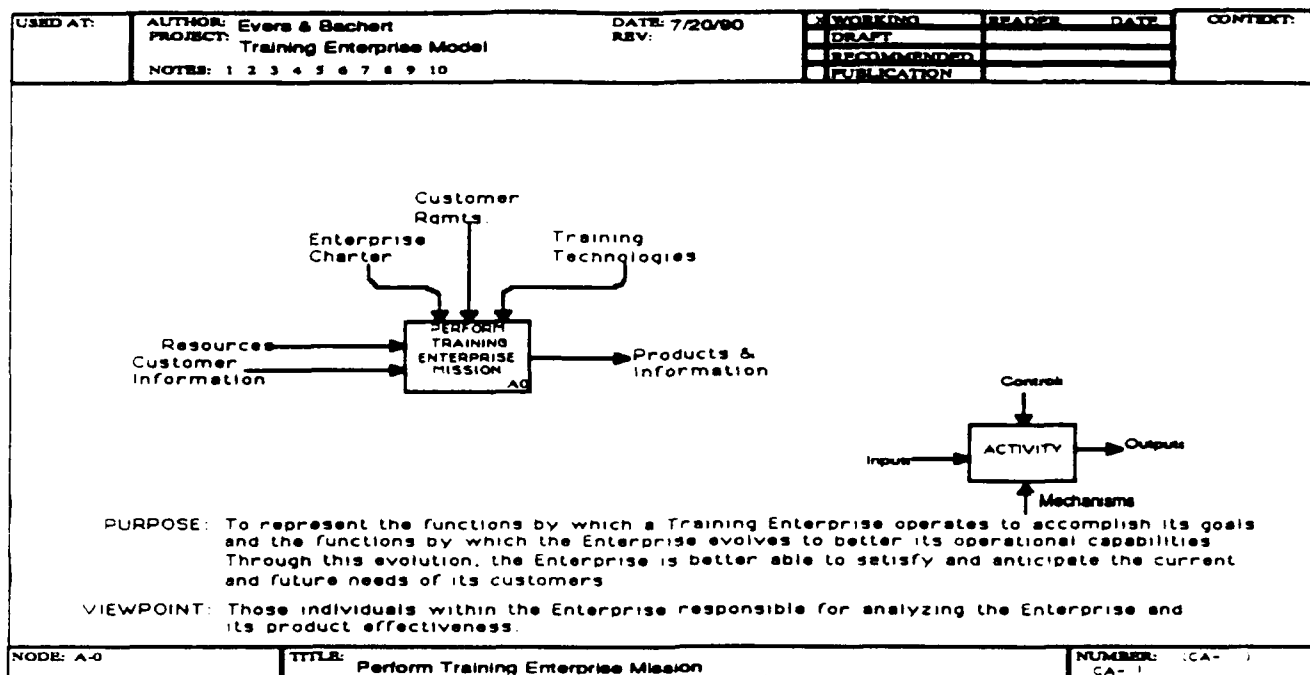 USED AT:
AUTHOR: Evers & Bachert
PROJECT: Training Enterprise Model
NOTES: 1 2 3 4 5 6 7 8 9 10
DATE: 7/20/90
REV:
X WORKING
DRAFT
RECOMMENDED
PUBLICATION
READER DATE
CONTEXT:
Customer
Rqmts.
Enterprise
Charter
Training
Technologies
PERFORM
TRAINING
ENTERPRISE
MISSION
A0
Resources
Customer
Information
Products &
Information
Controls
Inputs
ACTIVITY
Outputs
Mechanisms
PURPOSE: To represent the functions by which a Training Enterprise operates to accomplish its goals
and the functions by which the Enterprise evolves to better its operational capabilities
Through this evolution, the Enterprise is better able to satisfy and anticipate the current
and future needs of its customers
VIEWPOINT: Those individuals within the Enterprise responsible for analyzing the Enterprise and
its product effectiveness.
NODE: A-0
TITLE: Perform Training Enterprise Mission
NUMBER: (CA- )
CA-